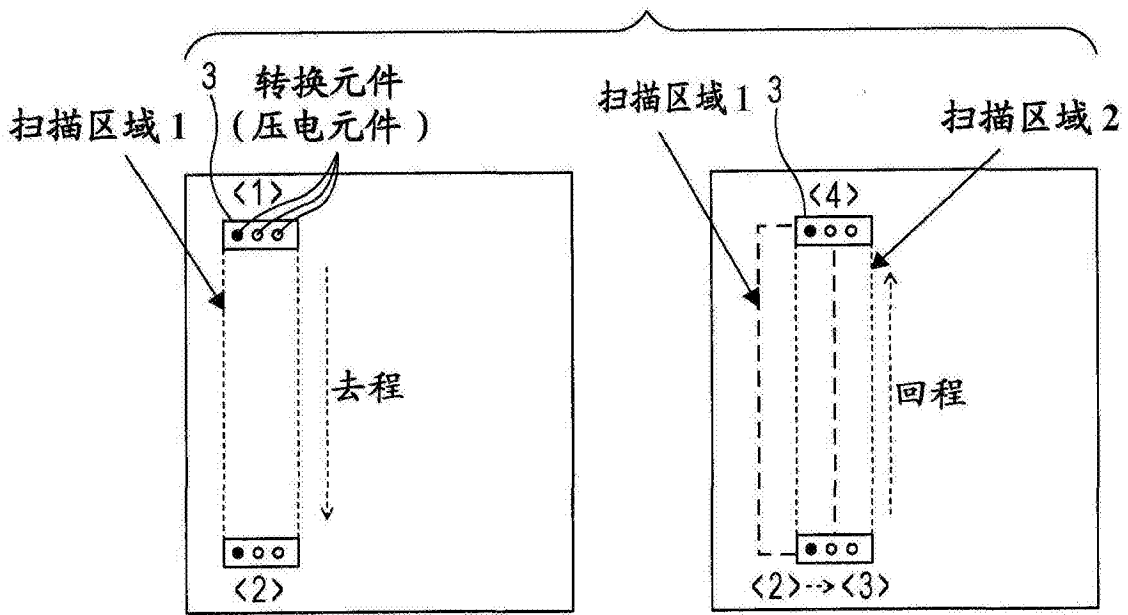 3 转换元件
扫描区域 1 （压电元件）
<1>
去程
<2>
扫描区域 1 3
扫描区域 2
<4>
回程
<2>--><3>